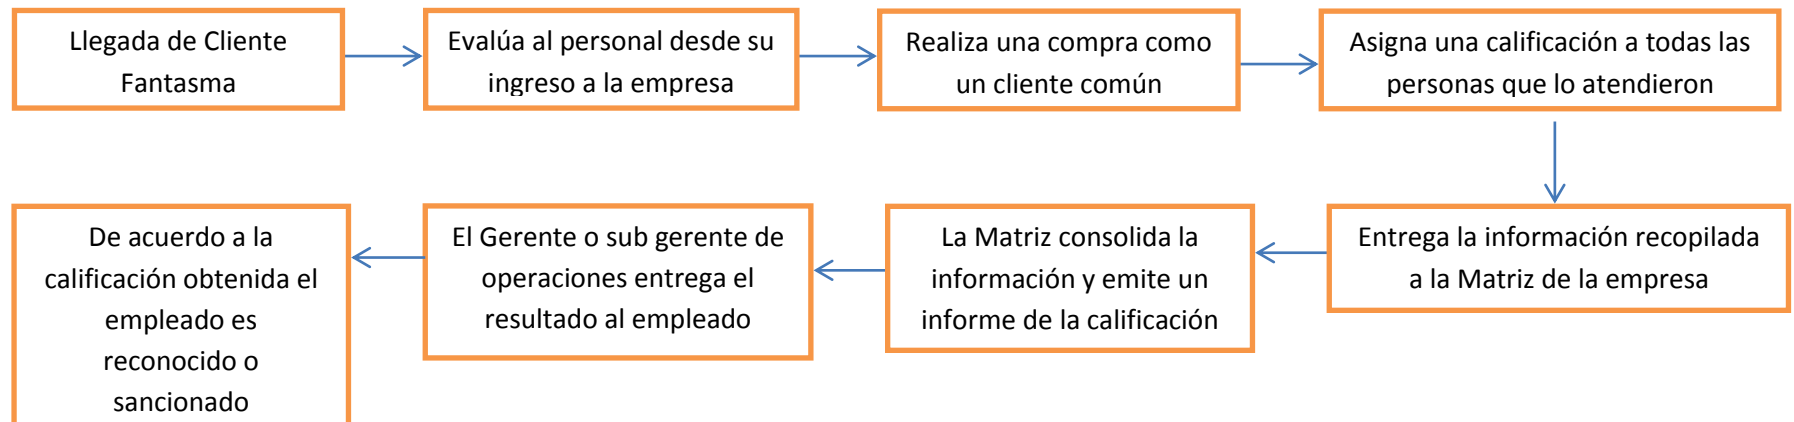 Llegada de Cliente
Fantasma
Evalúa al personal desde su
ingreso a la empresa
Realiza una compra como
un cliente común
Asigna una calificación a todas las
personas que lo atendieron
Entrega la información recopilada
a la Matriz de la empresa
La Matriz consolida la
información y emite un
informe de la calificación
El Gerente o sub gerente de
operaciones entrega el
resultado al empleado
De acuerdo a la
calificación obtenida el
empleado es
reconocido o
sancionado